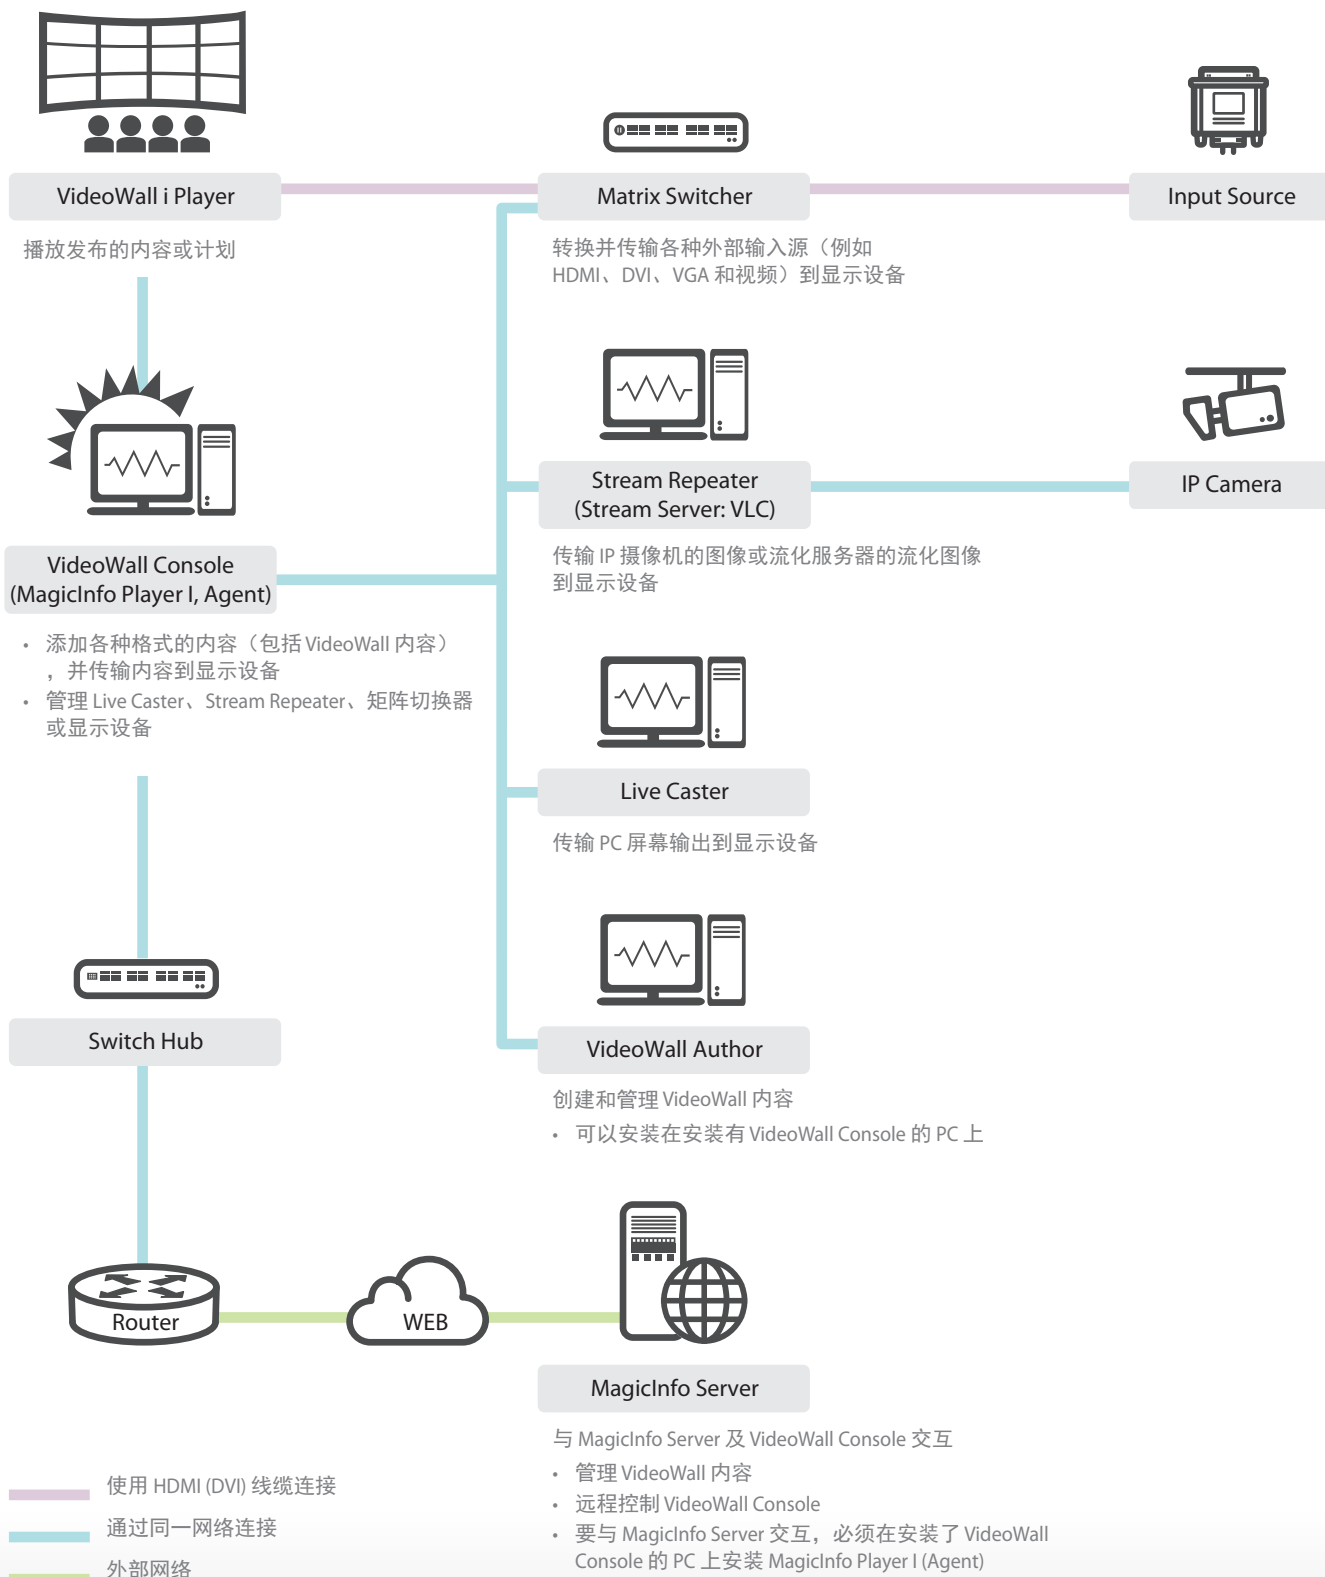 VideoWall i Player
播放发布的内容或计划
Matrix Switcher
转换并传输各种外部输入源（例如
HDMI、DVI、VGA 和视频）到显示设备
Input Source
Stream Repeater
(Stream Server: VLC)
传输 IP 摄像机的图像或流化服务器的流化图像
到显示设备
IP Camera
VideoWall Console
(MagicInfo Player I, Agent)
• 添加各种格式的内容（包括 VideoWall 内容）
，并传输内容到显示设备
• 管理 Live Caster、Stream Repeater、矩阵切换器
或显示设备
Live Caster
传输 PC 屏幕输出到显示设备
Switch Hub
VideoWall Author
创建和管理 VideoWall 内容
• 可以安装在安装有 VideoWall Console 的 PC 上
Router
WEB
MagicInfo Server
与 MagicInfo Server 及 VideoWall Console 交互
• 管理 VideoWall 内容
• 远程控制 VideoWall Console
• 要与 MagicInfo Server 交互，必须在安装了 VideoWall
Console 的 PC 上安装 MagicInfo Player I (Agent)
使用 HDMI (DVI) 线缆连接
通过同一网络连接
外部网络